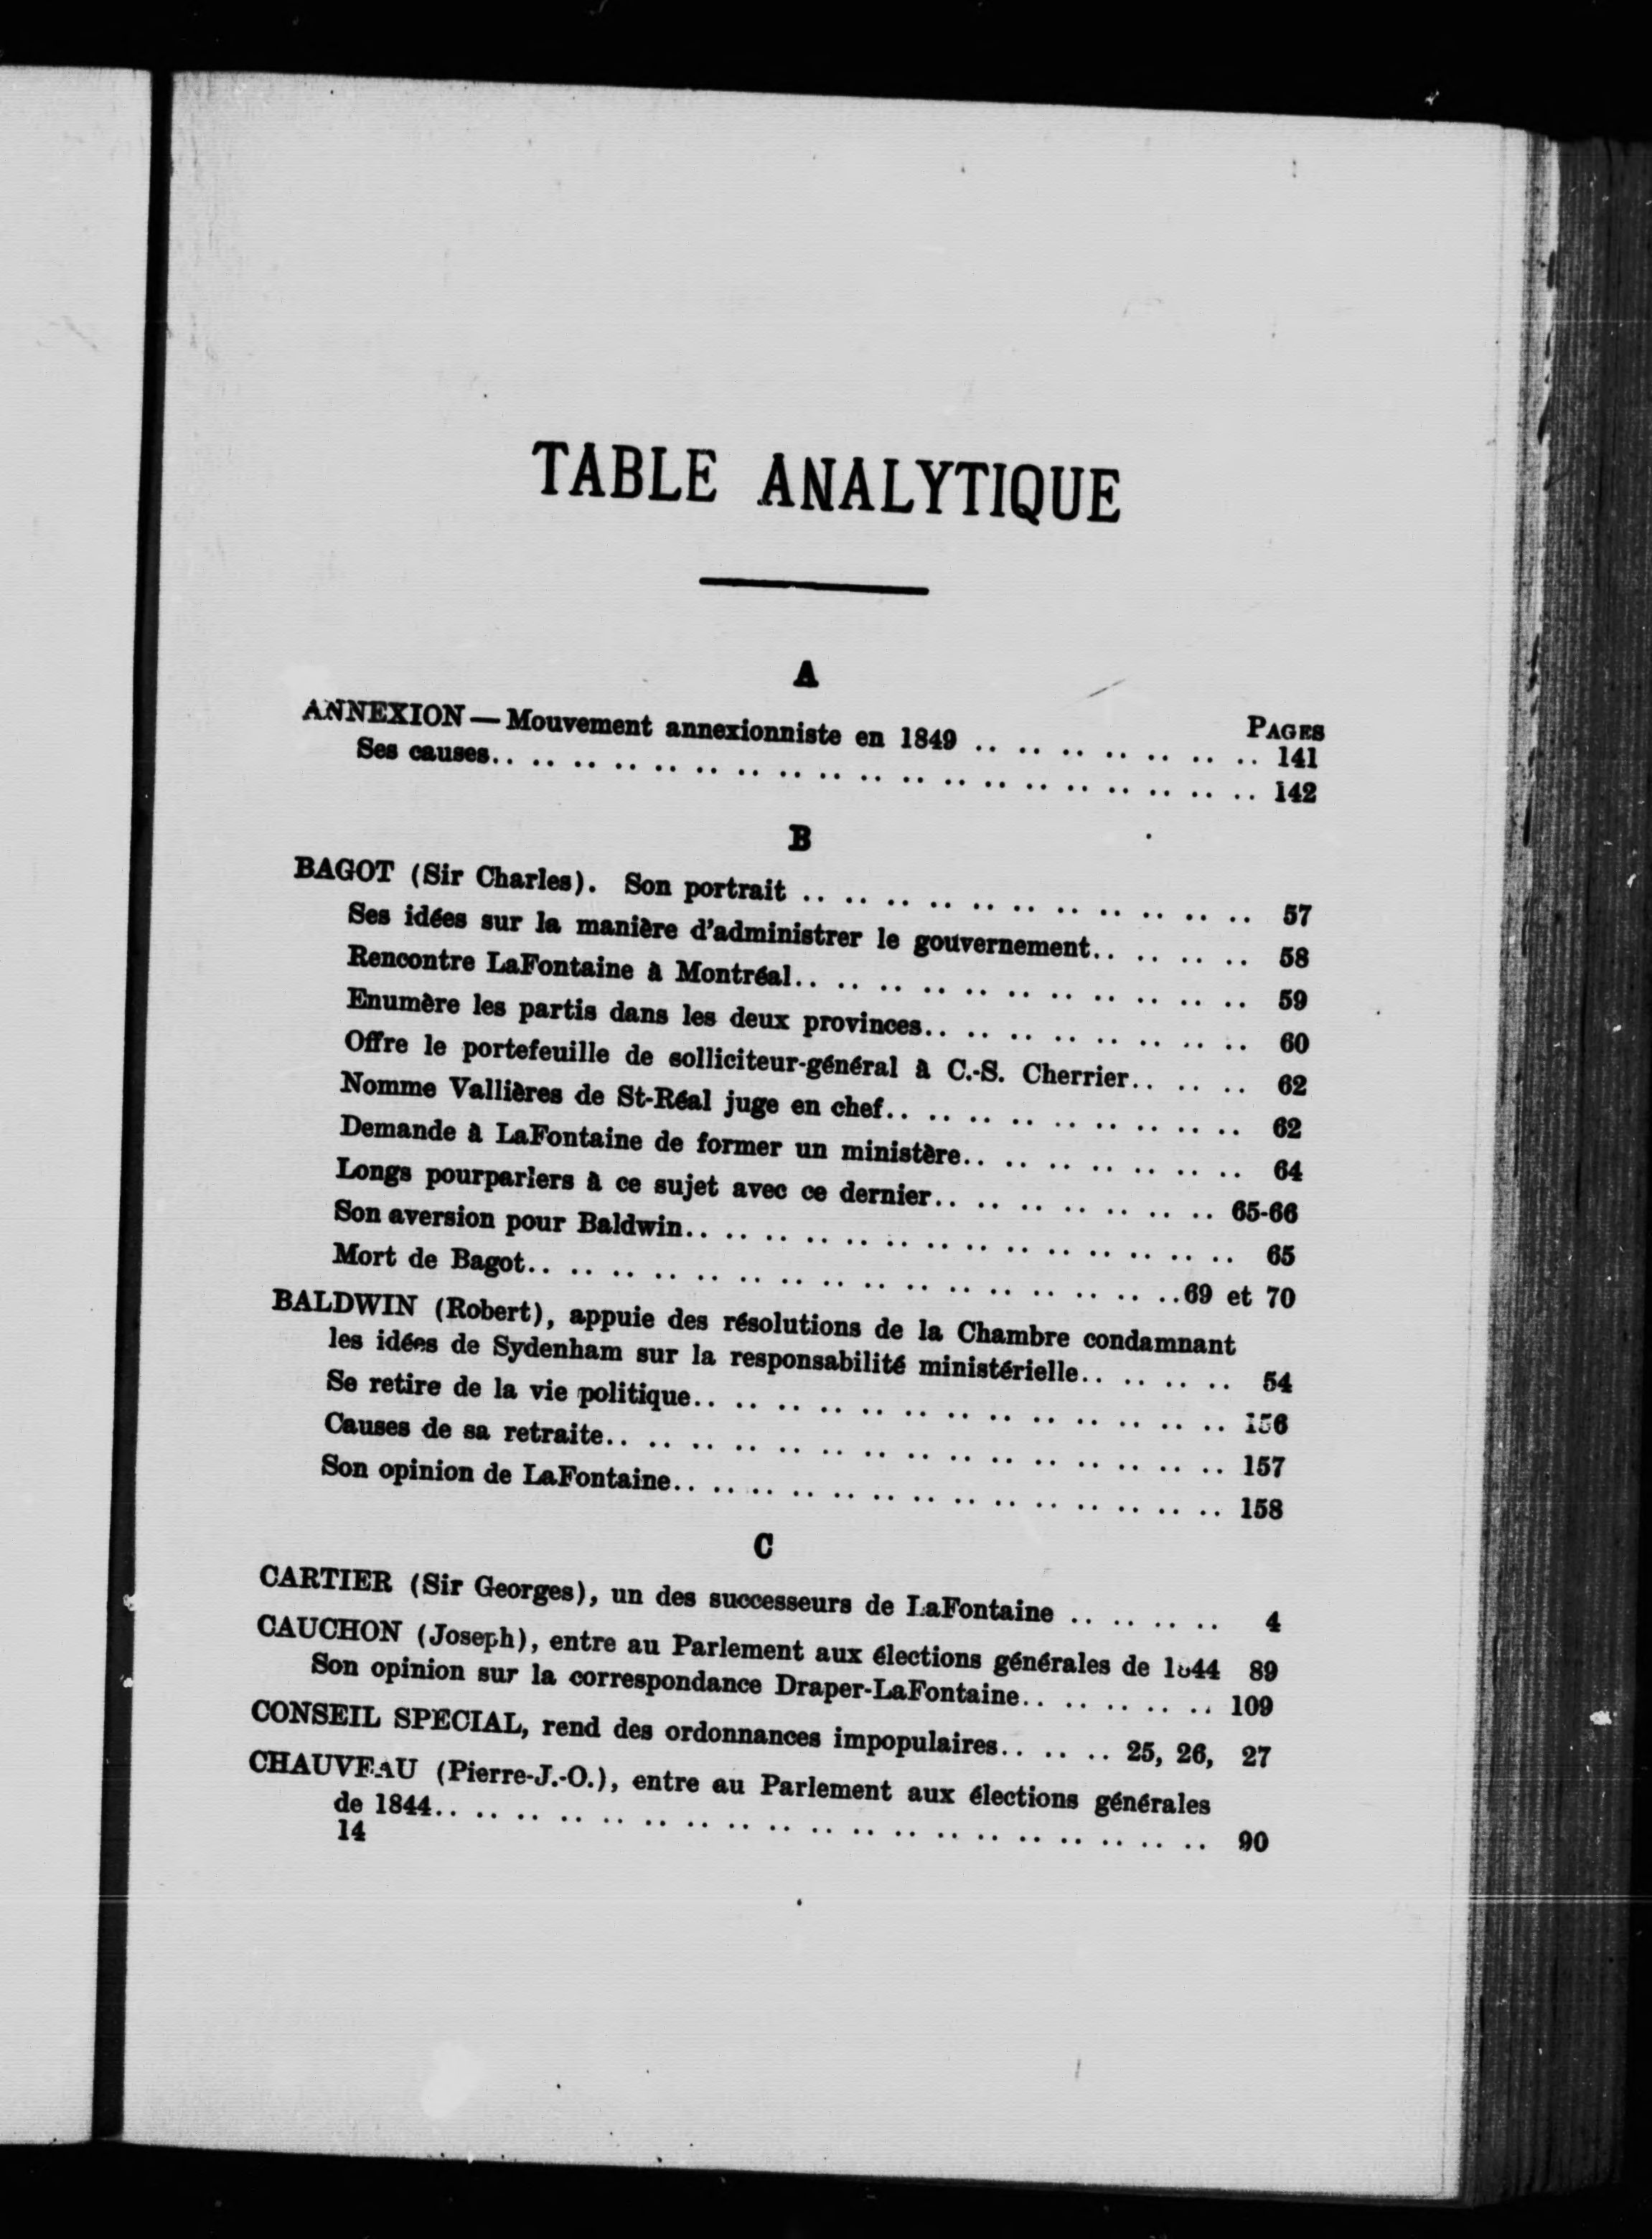 TABLE ANALYTIQUE
A
PAGES
ANNEXION — Mouvement annexionniste en 1849 .. .. .. .. .. .. .. 141
Ses causes.. .. .. .. .. .. .. .. .. .. .. .. .. .. .. .. .. .. .. 142
B
BAGOT (Sir Charles). Son portrait .. .. .. .. .. .. .. .. .. .. .. 57
Ses idées sur la manière d'administrer le gouvernement.. .. .. .. 58
Rencontre LaFontaine à Montréal.. .. .. .. .. .. .. .. .. .. .. 59
Enumère les partis dans les deux provinces.. .. .. .. .. .. .. .. 60
Offre le portefeuille de solliciteur-général à C.-S. Cherrier.. .. .. 62
Nomme Vallières de St-Réal juge en chef.. .. .. .. .. .. .. .. .. 62
Demande à LaFontaine de former un ministère.. .. .. .. .. .. .. 64
Longs pourparlers à ce sujet avec ce dernier.. .. .. .. .. .. .. 65-66
Son aversion pour Baldwin.. .. .. .. .. .. .. .. .. .. .. .. .. .. 65
Mort de Bagot.. .. .. .. .. .. .. .. .. .. .. .. .. .. .. ..69 et 70
BALDWIN (Robert), appuie des résolutions de la Chambre condamnant
les idées de Sydenham sur la responsabilité ministérielle.. .. .. .. 54
Se retire de la vie politique.. .. .. .. .. .. .. .. .. .. .. .. .. 156
Causes de sa retraite.. .. .. .. .. .. .. .. .. .. .. .. .. .. .. 157
Son opinion de LaFontaine.. .. .. .. .. .. .. .. .. .. .. .. .. .. 158
C
CARTIER (Sir Georges), un des successeurs de LaFontaine .. .. .. .. 4
CAUCHON (Joseph), entre au Parlement aux élections générales de 1844 89
Son opinion sur la correspondance Draper-LaFontaine.. .. .. .. .. 109
CONSEIL SPECIAL, rend des ordonnances impopulaires.. .. .. 25, 26, 27
CHAUVEAU (Pierre-J.-O.), entre au Parlement aux élections générales
de 1844.. .. .. .. .. .. .. .. .. .. .. .. .. .. .. .. .. .. .. 90
14